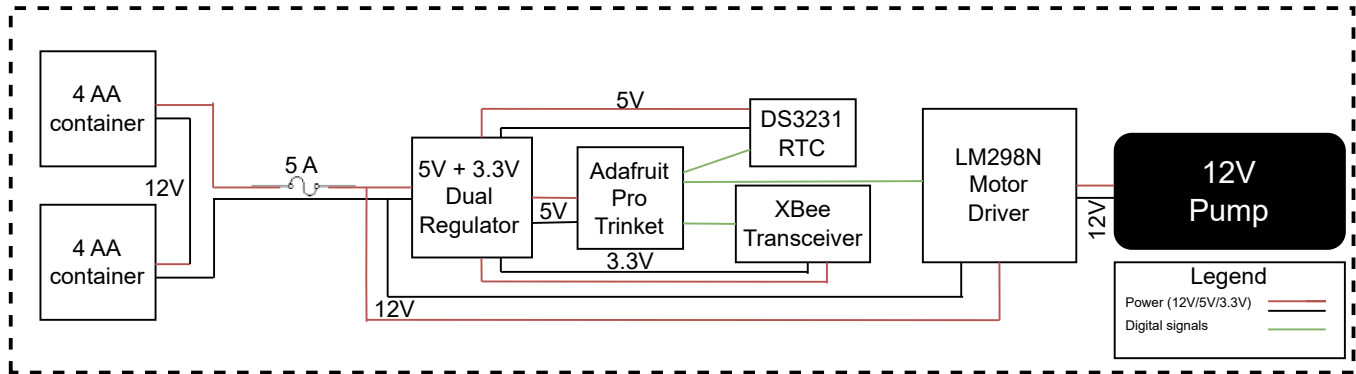 4 AA
container
12V
4 AA
container
5 A
12V
5V + 3.3V
Dual
Regulator
5V
5V
3.3V
Adafruit
Pro
Trinket
DS3231
RTC
XBee
Transceiver
LM298N
Motor
Driver
12V
12V
Pump
Legend
Power (12V/5V/3.3V)
Digital signals